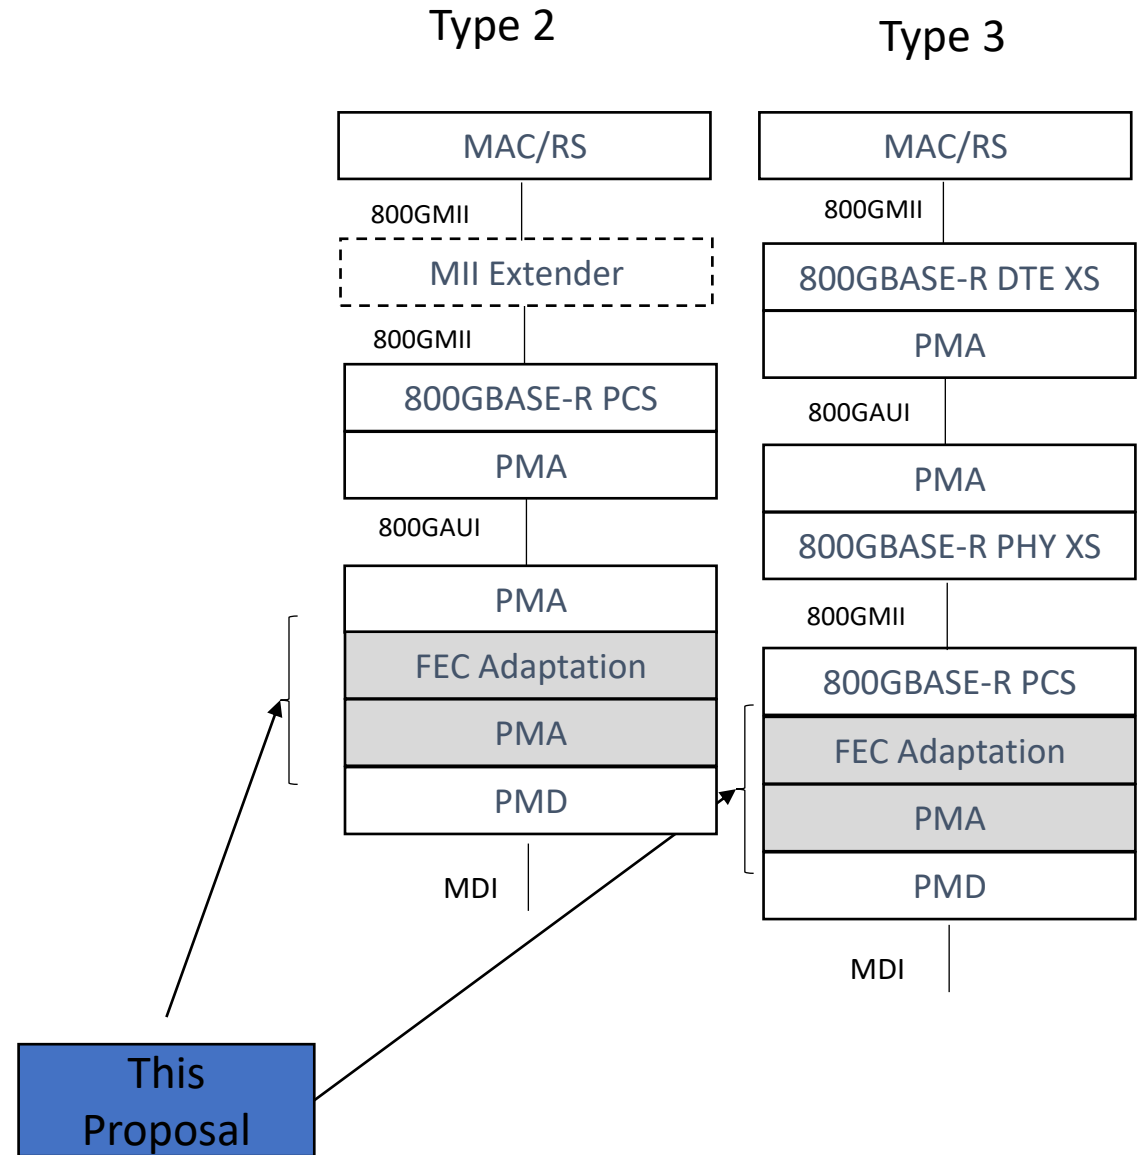 Type 2
MAC/RS
800GMII
MII Extender
800GMII
800GBASE-R PCS
PMA
800GAUI
PMA
FEC Adaptation
PMA
PMD
MDI
Type 3
MAC/RS
800GMII
800GBASE-R DTE XS
PMA
800GAUI
PMA
800GBASE-R PHY XS
800GMII
800GBASE-R PCS
FEC Adaptation
PMA
PMD
MDI
This
Proposal